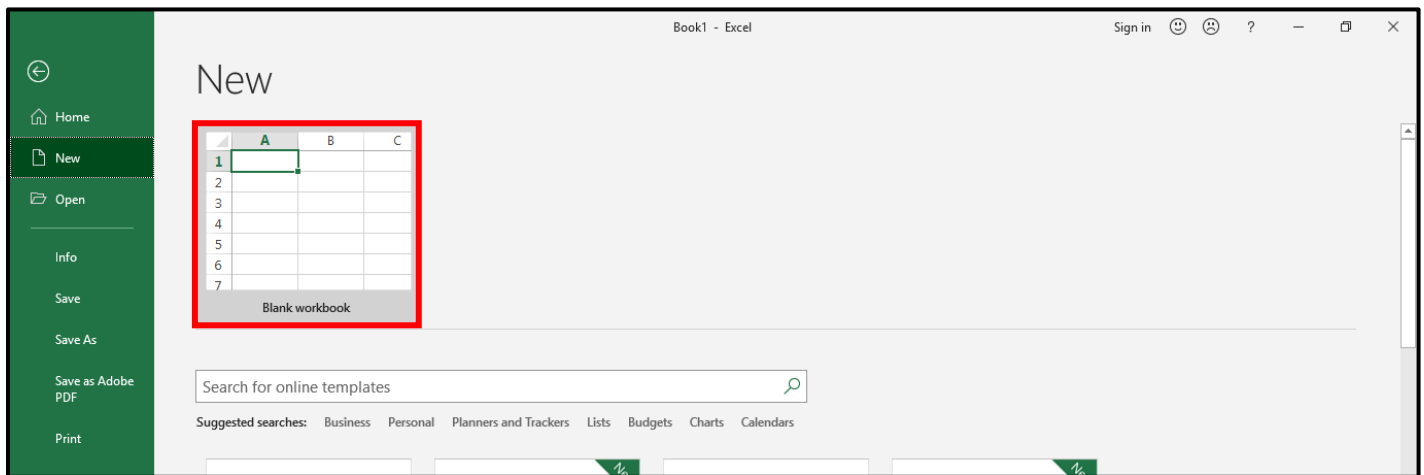 Book1 - Excel
Sign in
?
New
Home
New
Open
Info
Save
Save As
Save as Adobe
PDF
Print
A B C
1
2
3
4
5
6
7
Blank workbook
Search for online templates
Suggested searches: Business Personal Planners and Trackers Lists Budgets Charts Calendars